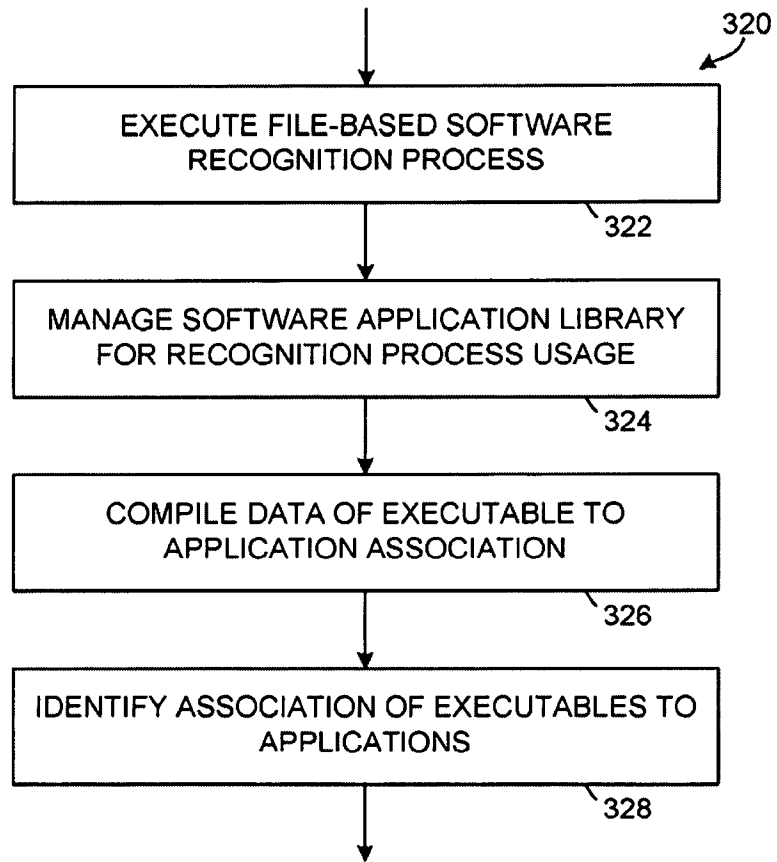 320
EXECUTE FILE-BASED SOFTWARE
RECOGNITION PROCESS
322
MANAGE SOFTWARE APPLICATION LIBRARY
FOR RECOGNITION PROCESS USAGE
324
COMPILE DATA OF EXECUTABLE TO
APPLICATION ASSOCIATION
326
IDENTIFY ASSOCIATION OF EXECUTABLES TO
APPLICATIONS
328